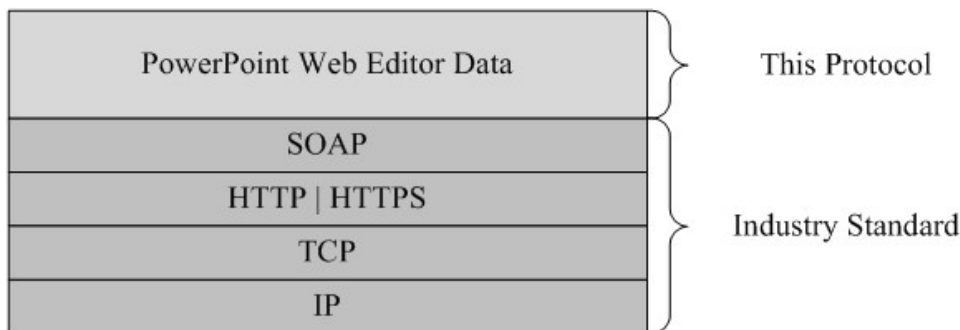 PowerPoint Web Editor Data
This Protocol
SOAP
HTTP | HTTPS
TCP
IP
Industry Standard